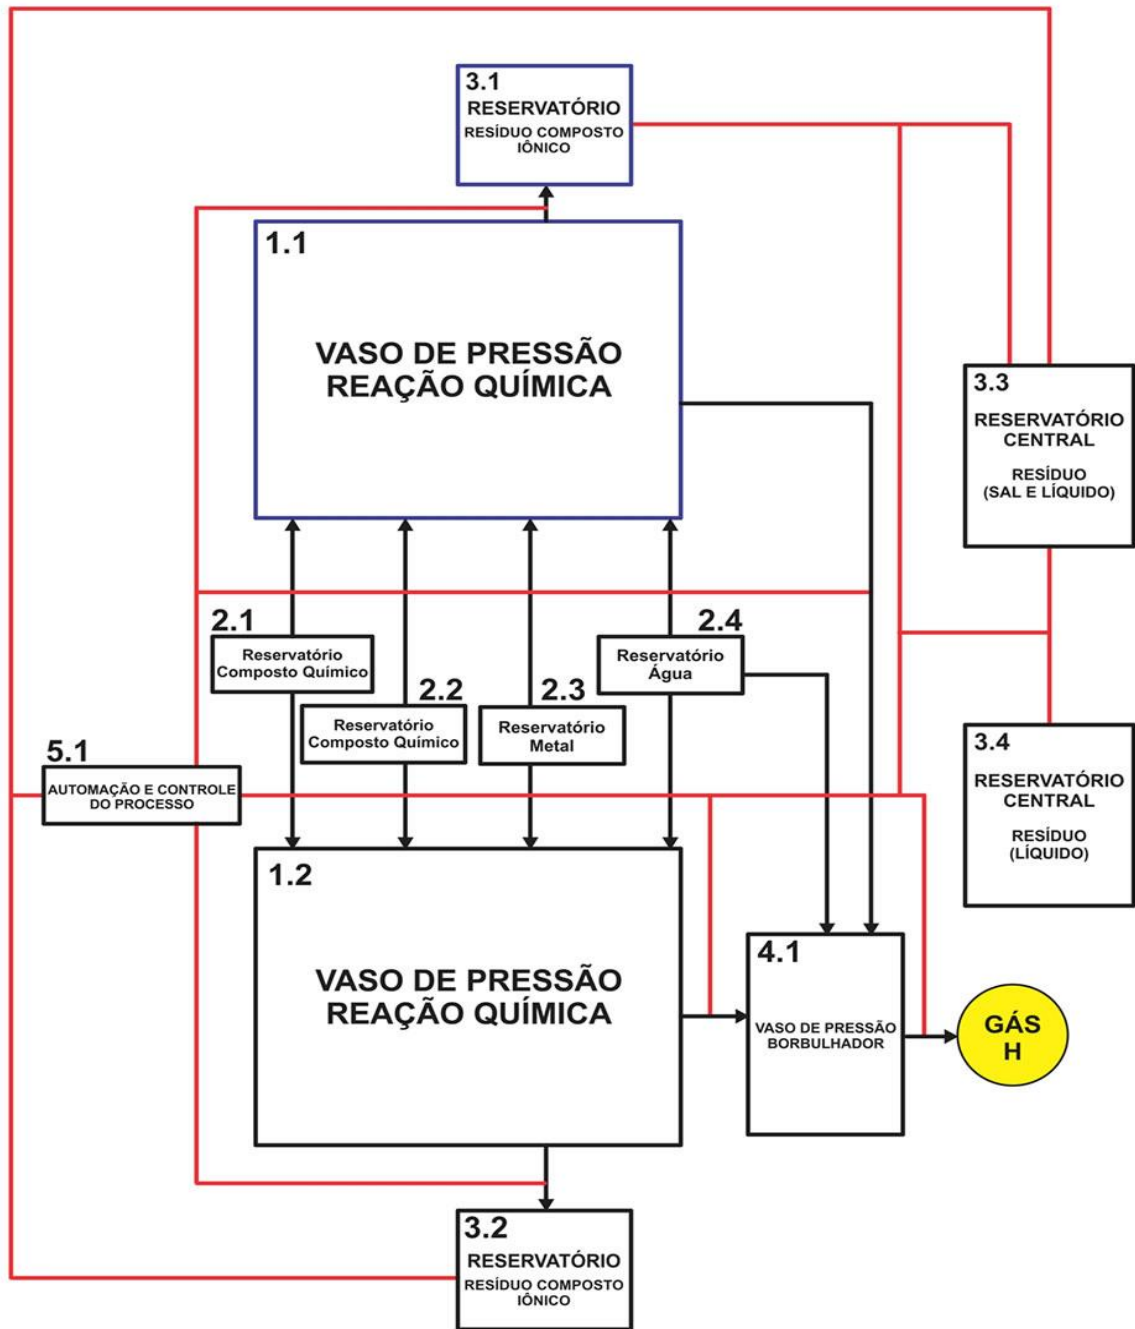 3.1
RESERVATÓRIO
RESÍDUO COMPOSTO
IÔNICO
1.1
VASO DE PRESSÃO
REAÇÃO QUÍMICA
3.3
RESERVATÓRIO
CENTRAL
RESÍDUO
(SAL E LÍQUIDO)
2.1
Reservatório
Composto Químico
2.2
Reservatório
Composto Químico
2.3
Reservatório
Metal
2.4
Reservatório
Água
3.4
RESERVATÓRIO
CENTRAL
RESÍDUO
(LÍQUIDO)
5.1
AUTOMAÇÃO E CONTROLE
DO PROCESSO
1.2
VASO DE PRESSÃO
REAÇÃO QUÍMICA
4.1
VASO DE PRESSÃO
BORBULHADOR
GÁS
H
3.2
RESERVATÓRIO
RESÍDUO COMPOSTO
IÔNICO